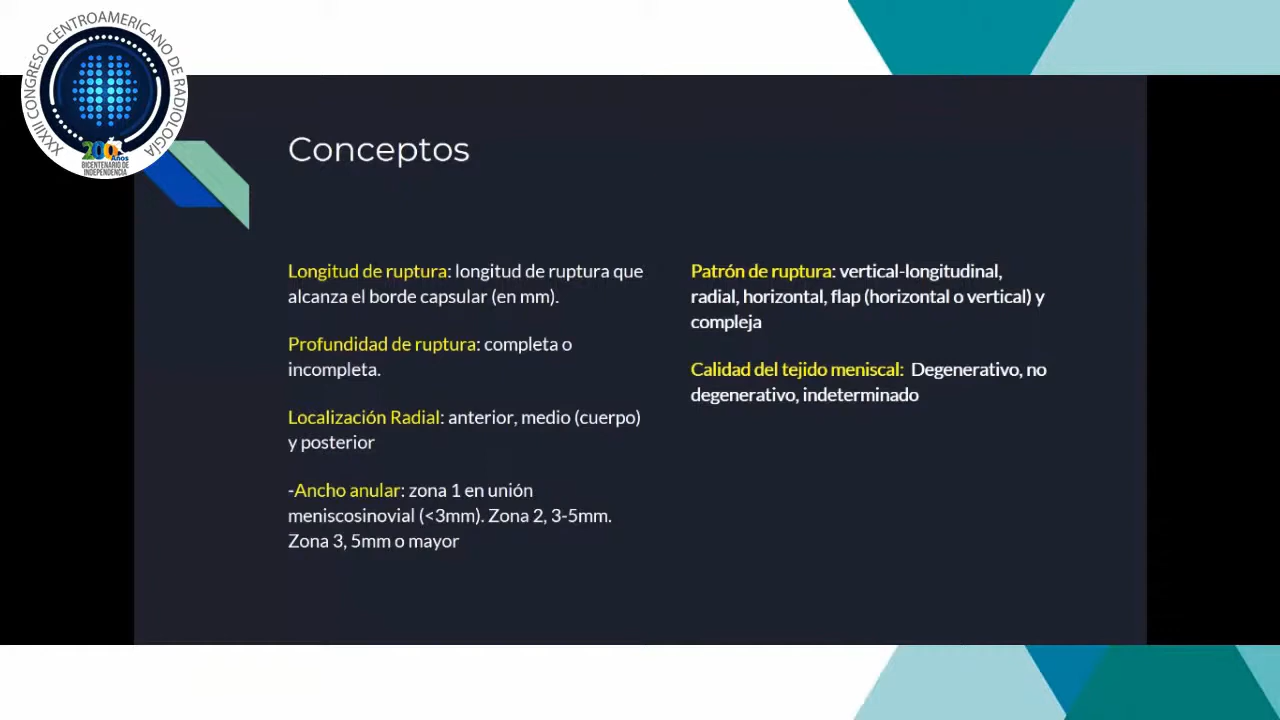 XXXIII CONGRESO CENTROAMERICANO DE RADIOLOGÍA
200
Años
BICENTENARIO DE
INDEPENDENCIA
Conceptos
Longitud de ruptura: longitud de ruptura que
alcanza el borde capsular (en mm).
Profundidad de ruptura: completa o
incompleta.
Localización Radial: anterior, medio (cuerpo)
y posterior
-Ancho anular: zona 1 en unión
meniscosinovial (<3mm). Zona 2, 3-5mm.
Zona 3, 5mm o mayor
Patrón de ruptura: vertical-longitudinal,
radial, horizontal, flap (horizontal o vertical) y
compleja
Calidad del tejido meniscal:  Degenerativo, no
degenerativo, indeterminado